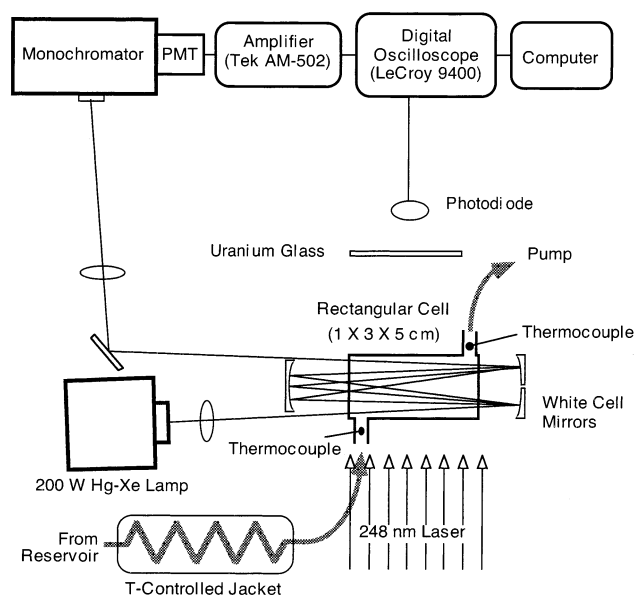 Monochromator
PMT
Amplifier
(Tek AM-502)
Digital
Oscilloscope
(LeCroy 9400)
Computer
Photodiode
Uranium Glass
Pump
Rectangular Cell
(1 X 3 X 5 cm)
Thermocouple
White Cell
Mirrors
Thermocouple
200 W Hg-Xe Lamp
248 nm Laser
From
Reservoir
T-Controlled Jacket